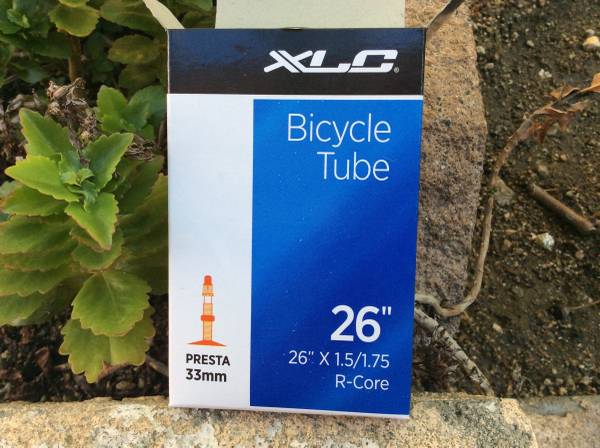 XLC®
Bicycle
Tube
PRESTA
33mm
26"
26" X 1.5/1.75
R-Core